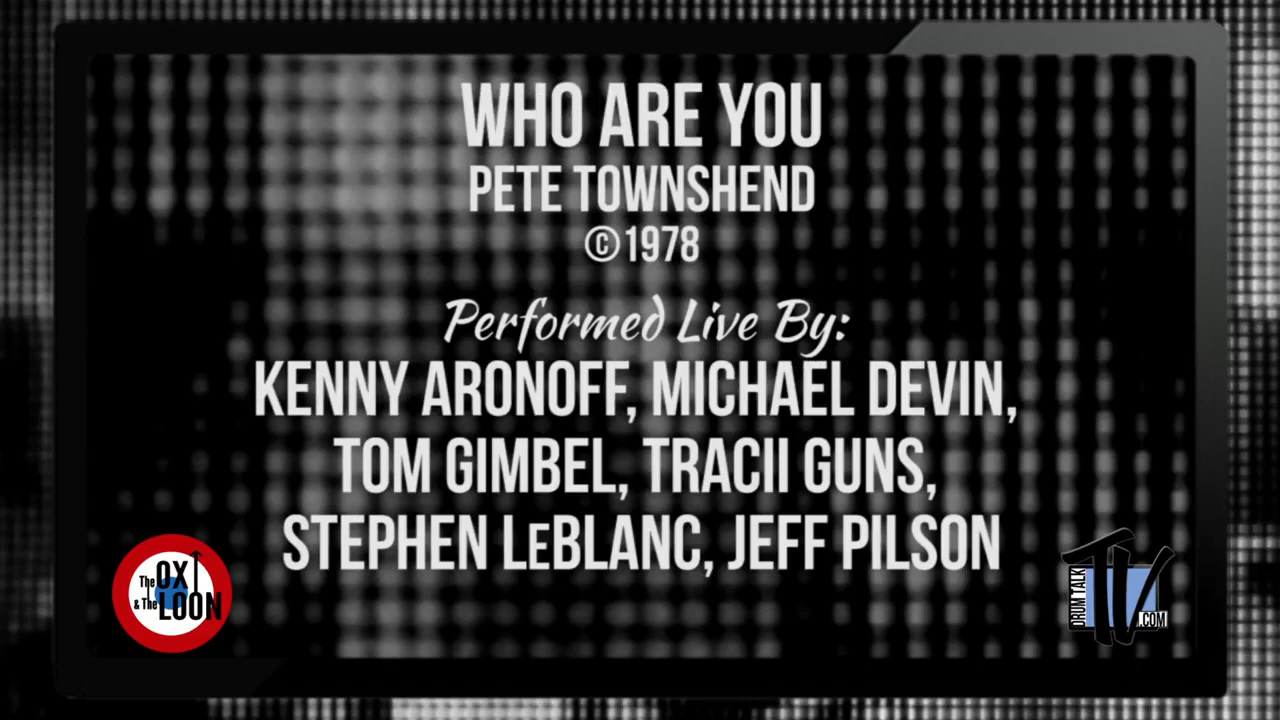 WHO ARE YOU
PETE TOWNSHEND
©1978
Performed Live By:
KENNY ARONOFF, MICHAEL DEVIN,
TOM GIMBEL, TRACII GUNS,
STEPHEN LEBLANC, JEFF PILSON
The OX
& The LOON
DRUM TALK
TV
.COM